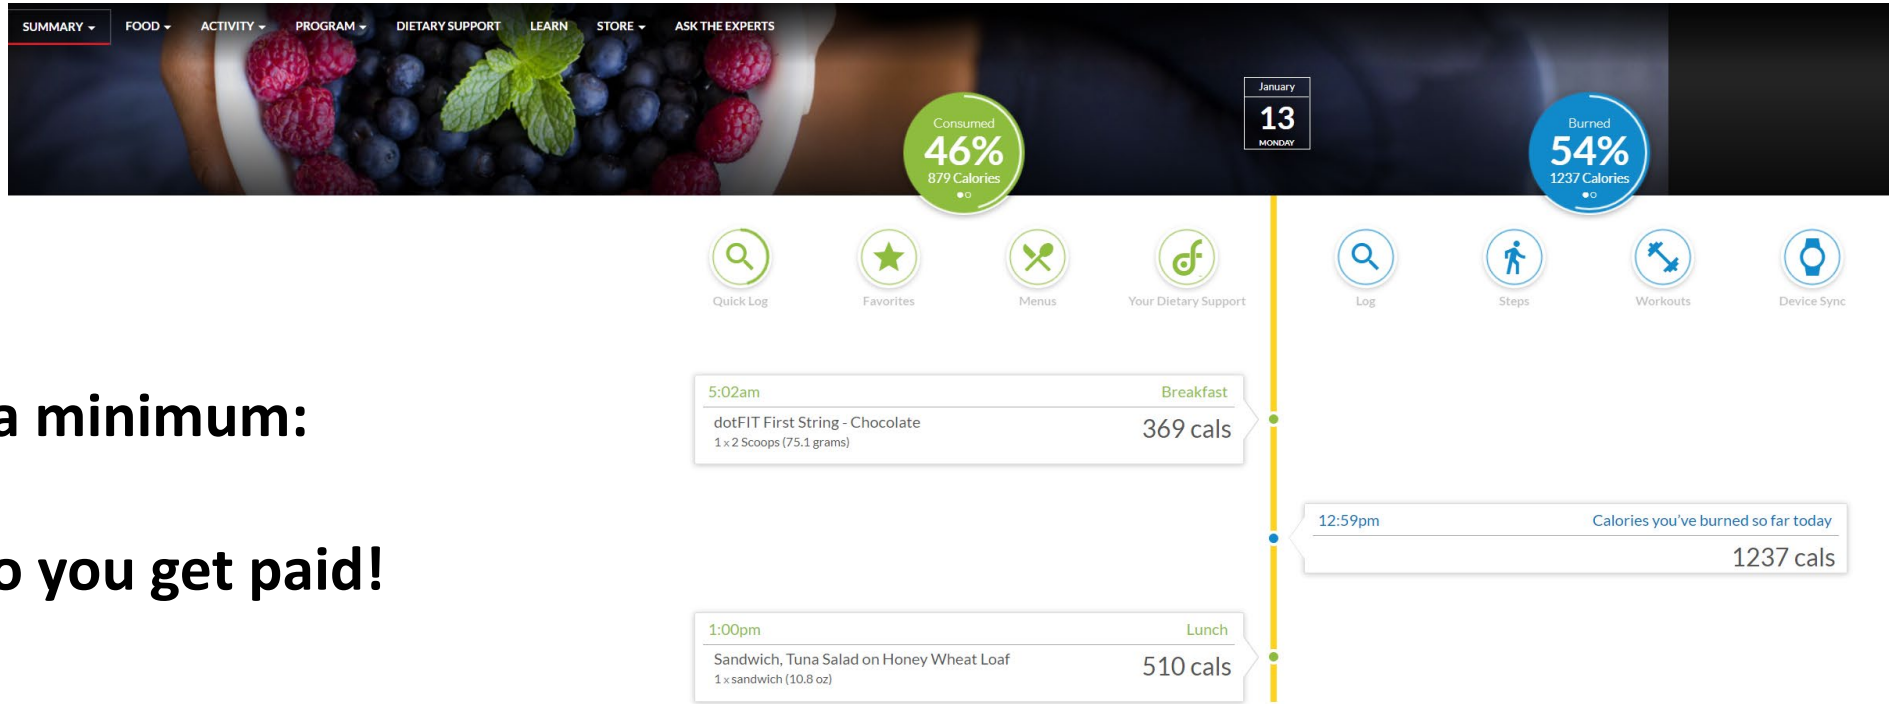 SUMMARY FOOD ACTIVITY PROGRAM DIETARY SUPPORT LEARN STORE ASK THE EXPERTS
January
13
MONDAY
Consumed
46%
879 Calories
Burned
54%
1237 Calories
Quick Log Favorites Menus Your Dietary Support Log Steps Workouts Device Sync
a minimum:
o you get paid!
5:02am Breakfast
dotFIT First String - Chocolate 369 cals
1 x 2 Scoops (75.1 grams)
12:59pm Calories you've burned so far today
1237 cals
1:00pm Lunch
Sandwich, Tuna Salad on Honey Wheat Loaf 510 cals
1 x sandwich (10.8 oz)